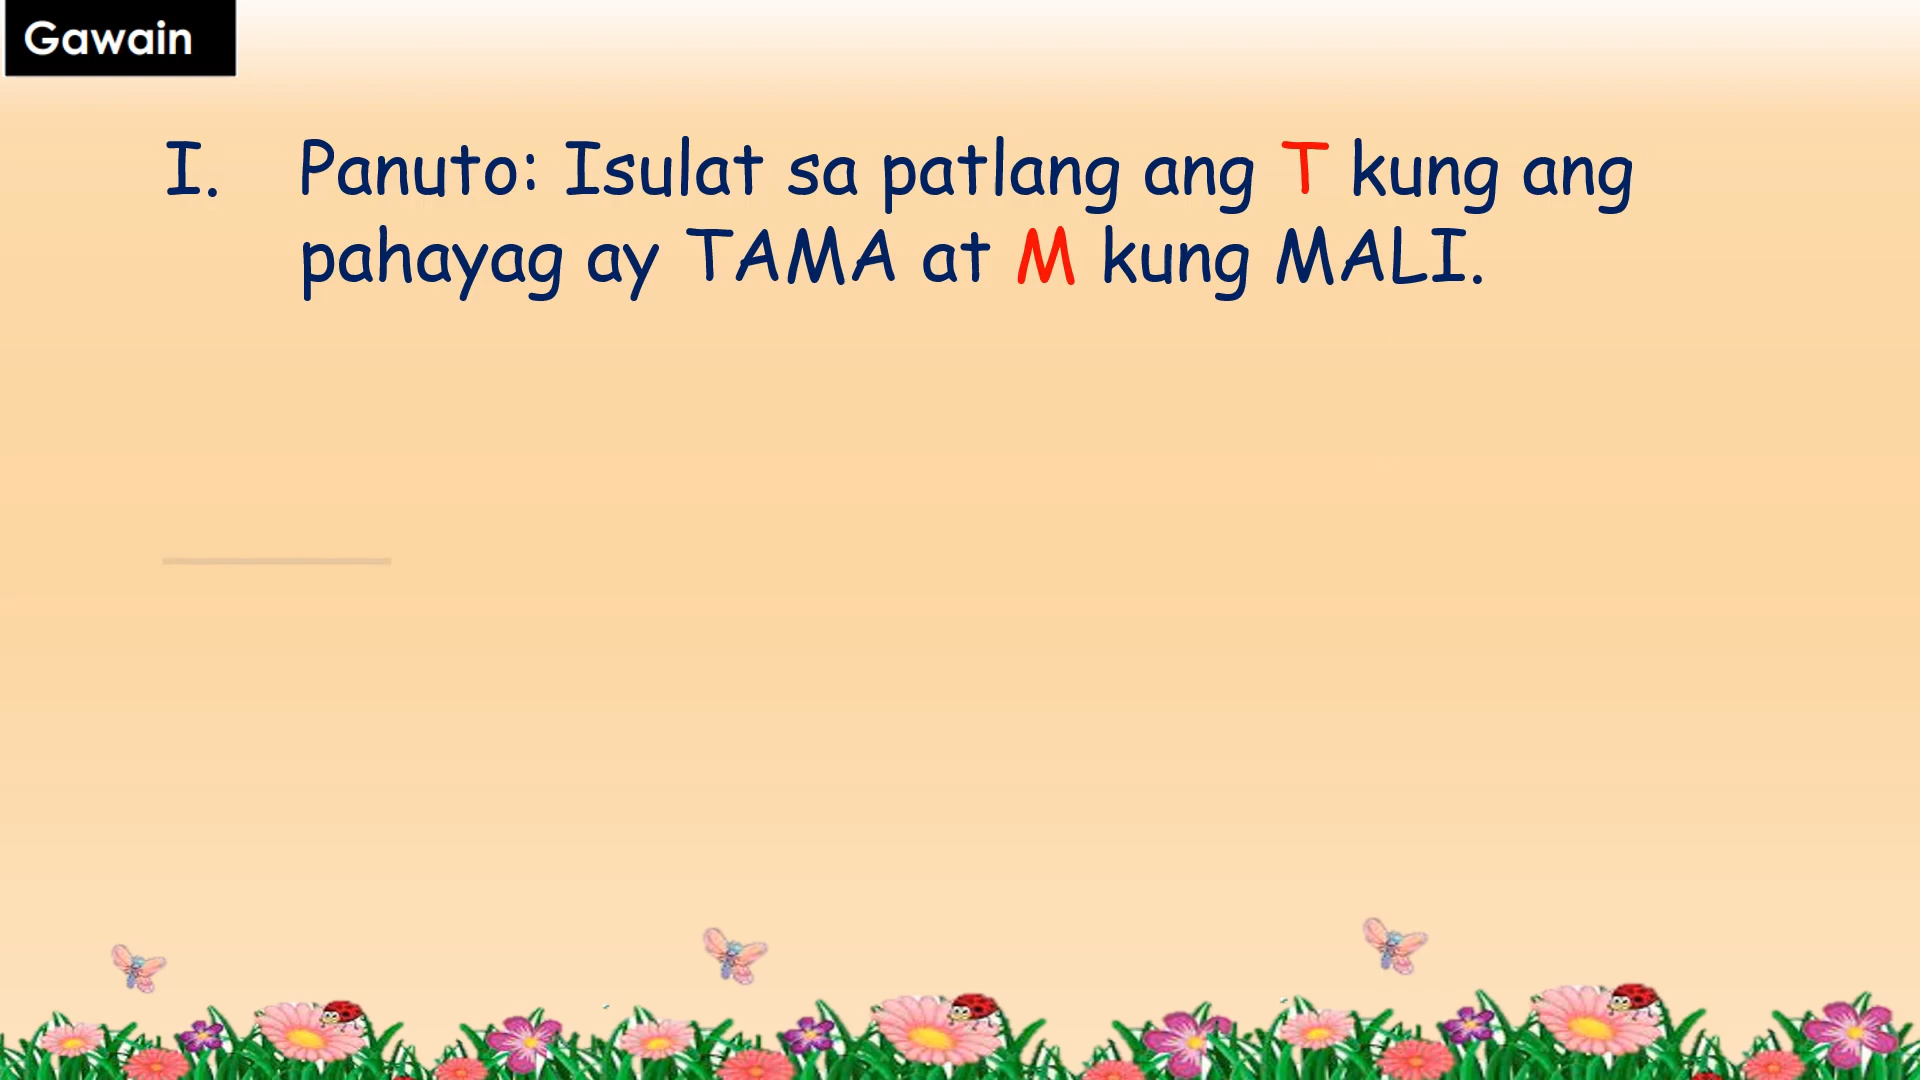 Gawain
I. Panuto: Isulat sa patlang ang T kung ang
pahayag ay TAMA at M kung MALI.